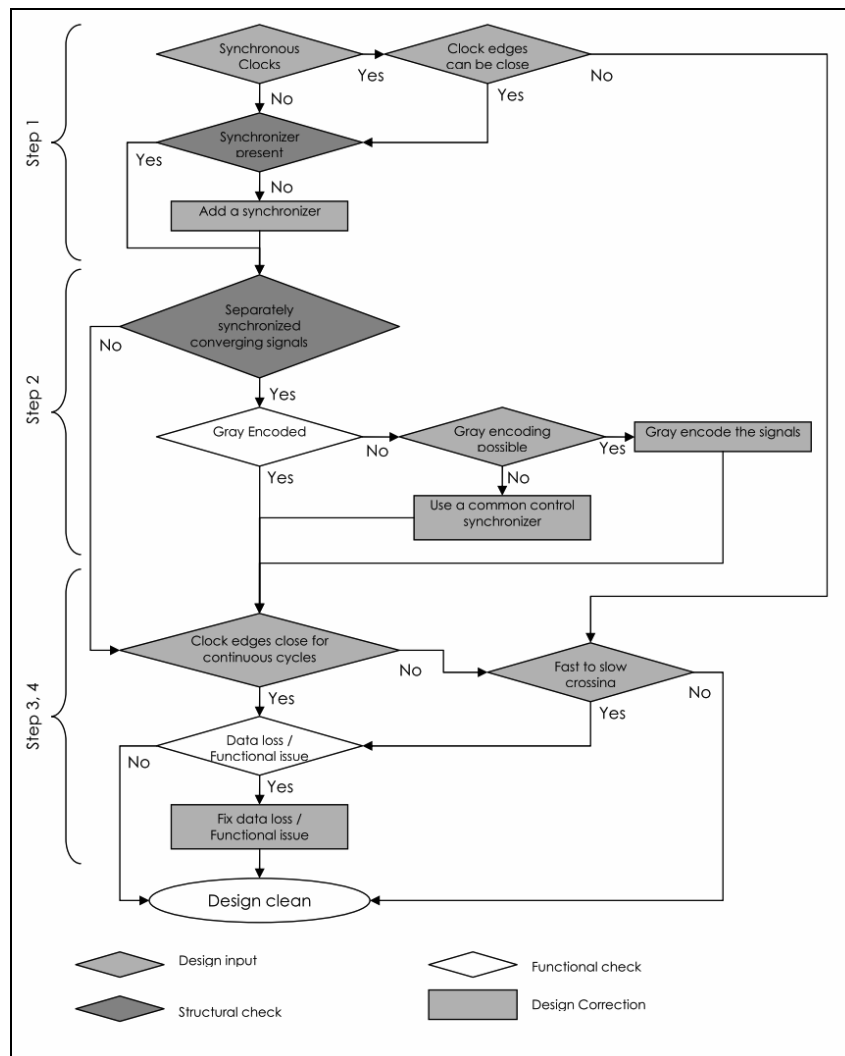 Synchronous
Clocks
Yes
Clock edges
can be close
No
No
Yes
Step 1
Synchronizer
present
Yes
No
Add a synchronizer
Step 2
Separately
synchronized
converging signals
No
Yes
Gray Encoded
No
Gray encoding
possible
Yes
Gray encode the signals
Yes
No
Use a common control
synchronizer
Step 3, 4
Clock edges close for
continuous cycles
No
Fast to slow
crossing
No
Yes
Yes
Data loss /
Functional issue
No
Yes
Fix data loss /
Functional issue
Design clean
Design input
Functional check
Structural check
Design Correction